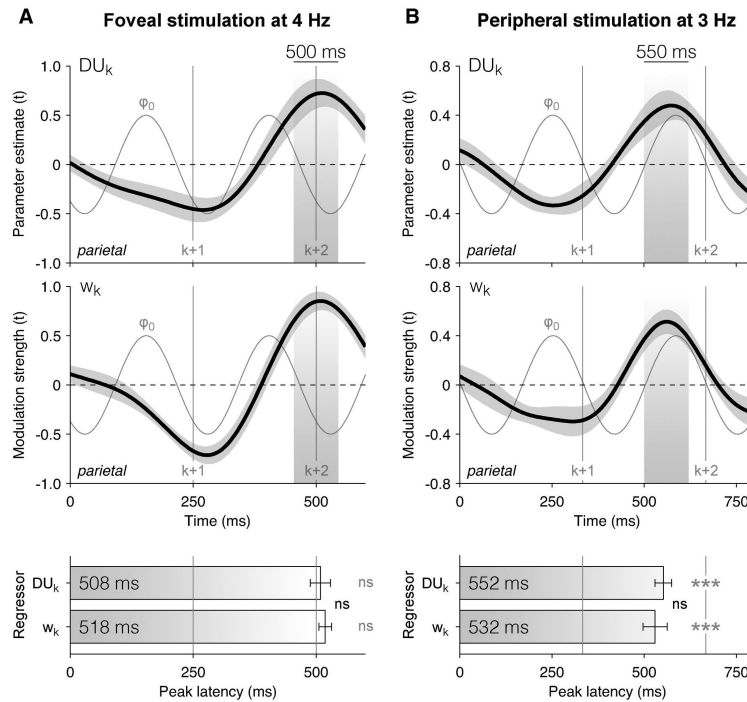 A Foveal stimulation at 4 Hz
500 ms
DUk
φ0
1.0
0.5
0
-0.5
-1.0
Parameter estimate (t)
parietal
k+1
k+2
wk
φ0
1.0
0.5
0
-0.5
-1.0
Modulation strength (t)
parietal
k+1
k+2
0 250 500
Time (ms)
Regressor
DUk 508 ms ns
ns
wk 518 ms ns
0 250 500
Peak latency (ms)
B Peripheral stimulation at 3 Hz
550 ms
DUk
φ0
0.8
0.4
0
-0.4
-0.8
Parameter estimate (t)
parietal
k+1
k+2
wk
φ0
0.8
0.4
0
-0.4
-0.8
Modulation strength (t)
parietal
k+1
k+2
0 250 500 750
Time (ms)
Regressor
DUk 552 ms ***
ns
wk 532 ms ***
0 250 500 750
Peak latency (ms)